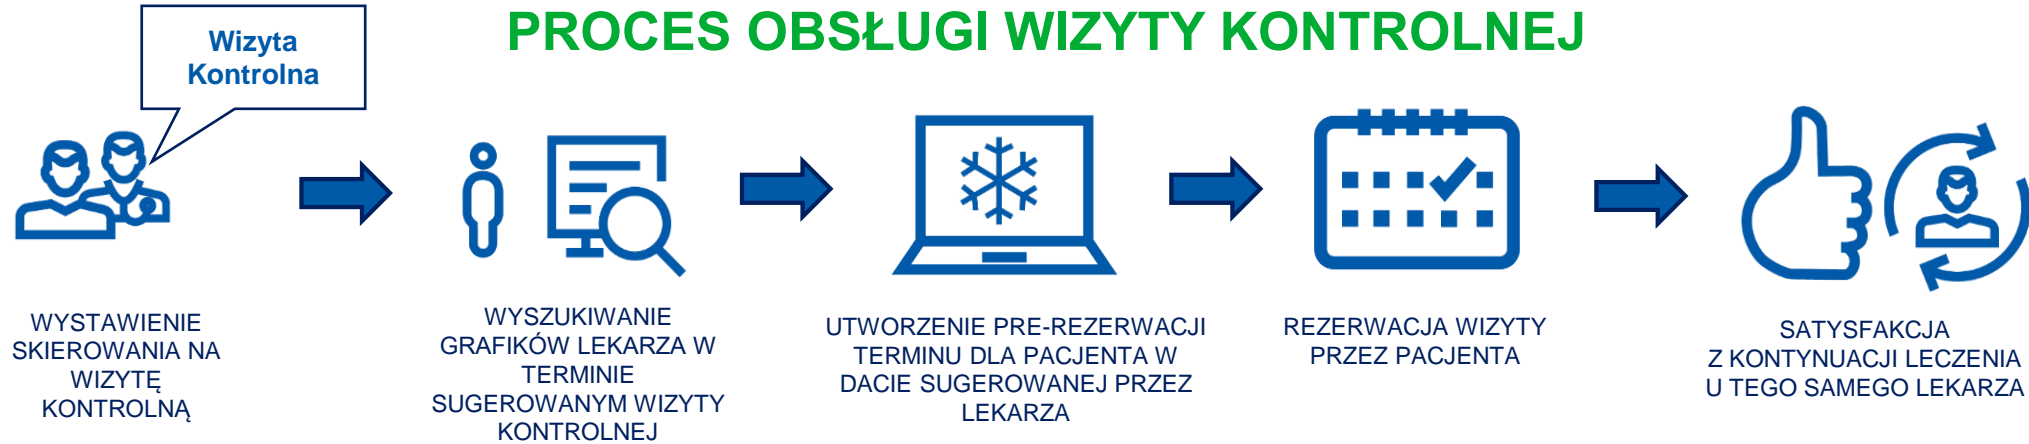 PROCES OBSŁUGI WIZYTY KONTROLNEJ
Wizyta
Kontrolna
WYSTAWIENIE
SKIEROWANIA NA
WIZYTĘ
KONTROLNĄ
WYSZUKIWANIE
GRAFIKÓW LEKARZA W
TERMINIE
SUGEROWANYM WIZYTY
KONTROLNEJ
UTWORZENIE PRE-REZERWACJI
TERMINU DLA PACJENTA W
DACIE SUGEROWANEJ PRZEZ
LEKARZA
REZERWACJA WIZYTY
PRZEZ PACJENTA
SATYSFAKCJA
Z KONTYNUACJI LECZENIA
U TEGO SAMEGO LEKARZA